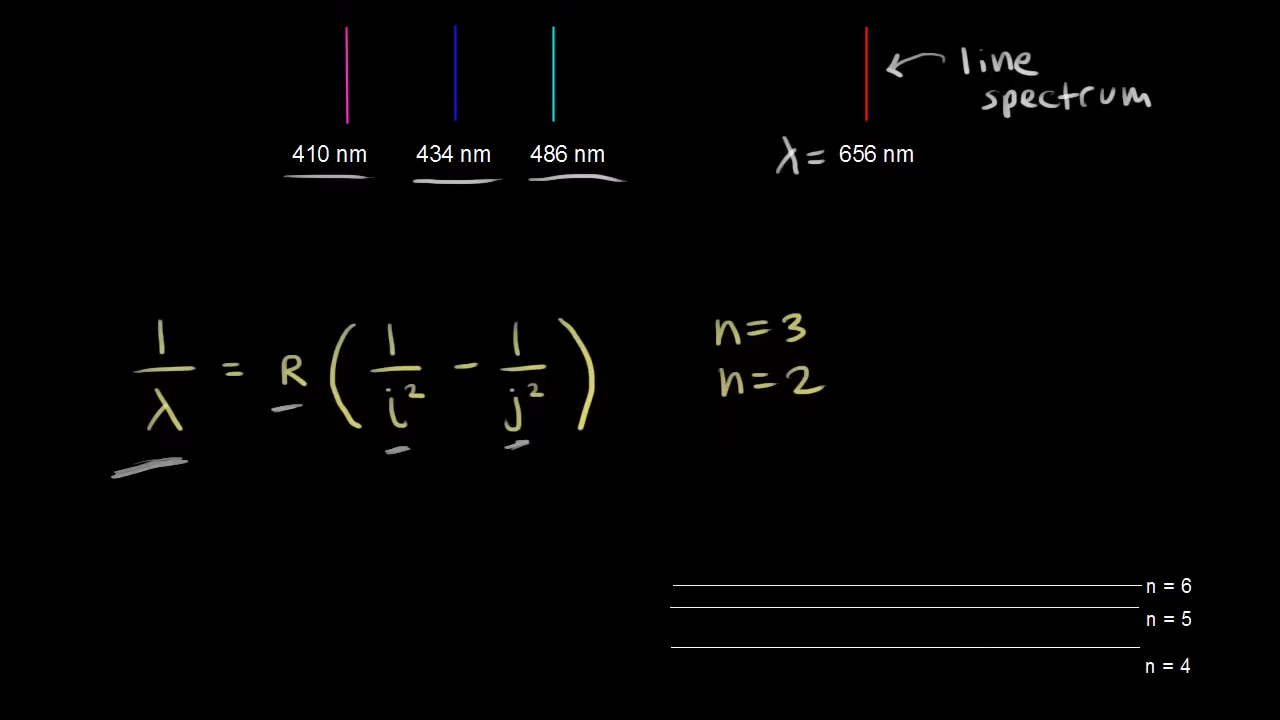 line
spectrum
410 nm 434 nm 486 nm λ = 656 nm
1/λ = R (1/i² - 1/j²)
n = 3
n = 2
n = 6
n = 5
n = 4